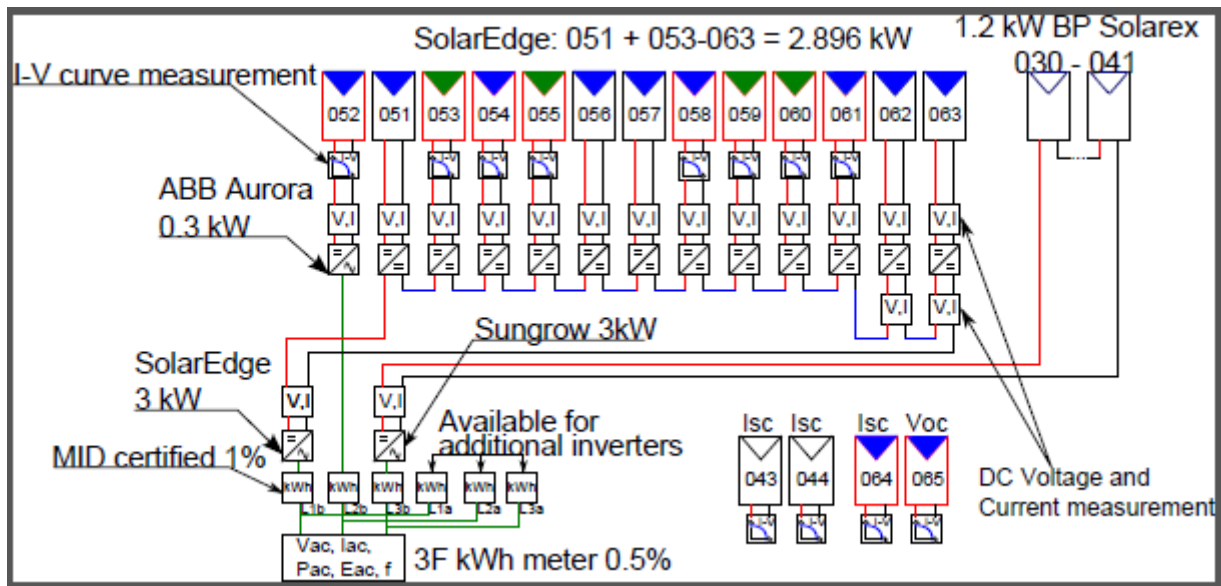 SolarEdge: 051 + 053-063 = 2.896 kW
1.2 kW BP Solarex
030 - 041
I-V curve measurement
052 051 053 054 055 056 057 058 059 060 061 062 063
I-V I-V I-V I-V I-V I-V I-V I-V
ABB Aurora
0.3 kW
V,I V,I V,I V,I V,I V,I V,I V,I V,I V,I V,I V,I V,I
V,I V,I
Sungrow 3kW
SolarEdge
3 kW
V,I V,I
Available for
additional inverters
MID certified 1%
kWh kWh kWh kWh kWh kWh
L1b L2b L3b L1a L2a L3a
Isc Isc Isc Voc
043 044 064 065
I-V I-V I-V I-V
DC Voltage and
Current measurement
Vac, Iac,
Pac, Eac, f
3F kWh meter 0.5%